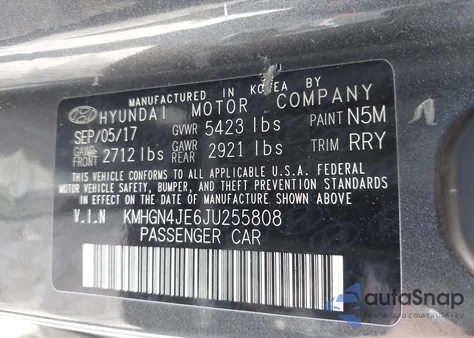 MANUFACTURED IN KOREA BY
HYUNDAI MOTOR COMPANY
SEP/05/17 GVWR 5423 lbs PAINT N5M
GAWR FRONT 2712 lbs GAWR REAR 2921 lbs TRIM RRY
THIS VEHICLE CONFORMS TO ALL APPLICABLE U.S.A. FEDERAL
MOTOR VEHICLE SAFETY, BUMPER, AND THEFT PREVENTION STANDARDS
IN EFFECT ON THE DATE OF MANUFACTURE SHOWN ABOVE.
V.I.N KMHGN4JE6JU255808
PASSENGER CAR
autoSnap